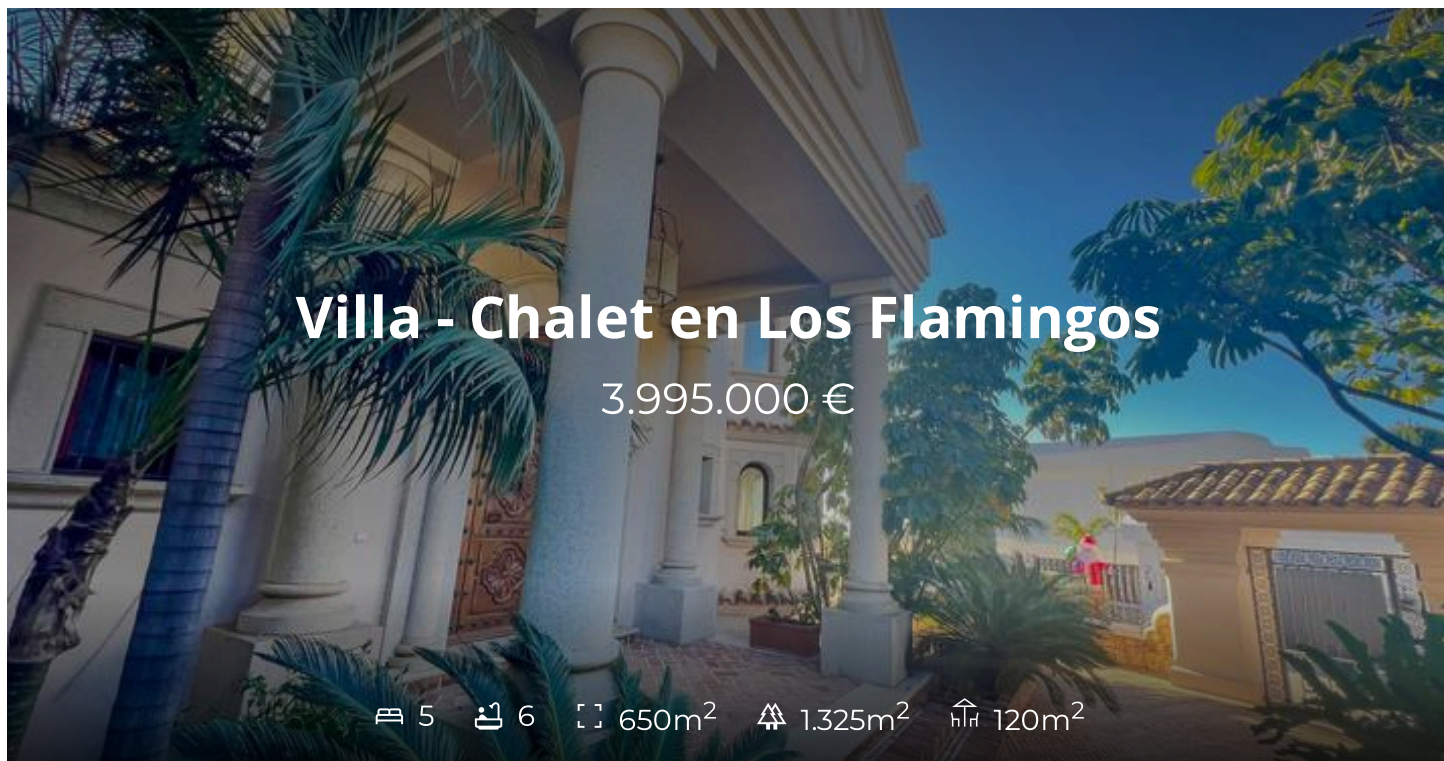 Villa - Chalet en Los Flamingos
3.995.000 €
5 6 650m² 1.325m² 120m²